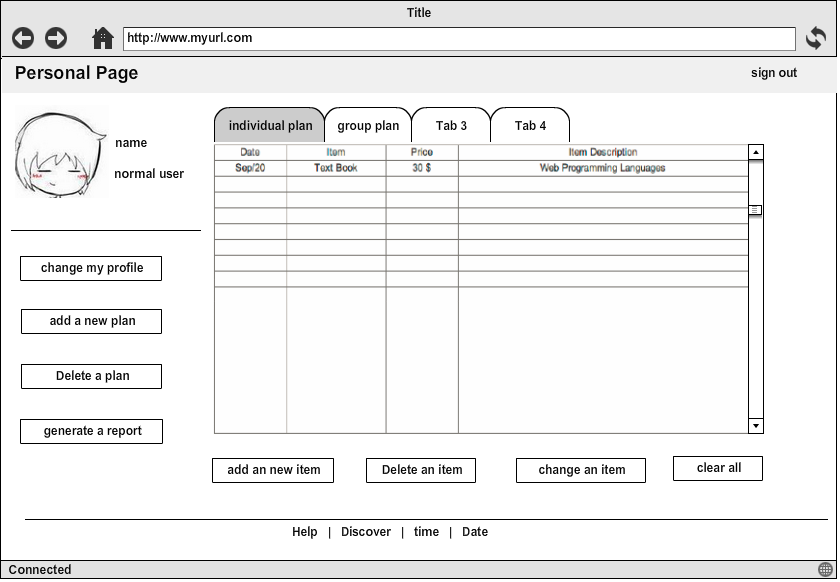 Title
http://www.myurl.com
Personal Page
sign out
name
normal user
change my profile
add a new plan
Delete a plan
generate a report
individual plan group plan Tab 3 Tab 4
Date Item Price Item Description
Sep/20 Text Book 30 $ Web Programming Languages
add an new item Delete an item change an item clear all
Help | Discover | time | Date
Connected